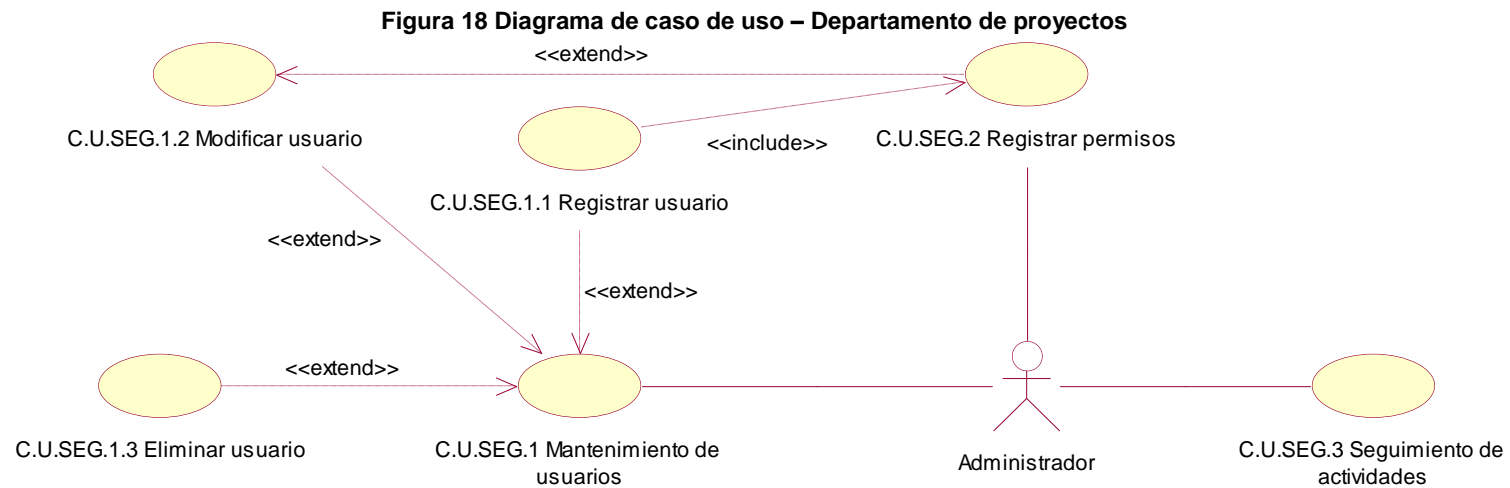 Figura 18 Diagrama de caso de uso – Departamento de proyectos
<<extend>>
C.U.SEG.1.2 Modificar usuario
<<include>>
C.U.SEG.2 Registrar permisos
C.U.SEG.1.1 Registrar usuario
<<extend>>
<<extend>>
<<extend>>
C.U.SEG.1.3 Eliminar usuario
C.U.SEG.1 Mantenimiento de
usuarios
Administrador
C.U.SEG.3 Seguimiento de
actividades